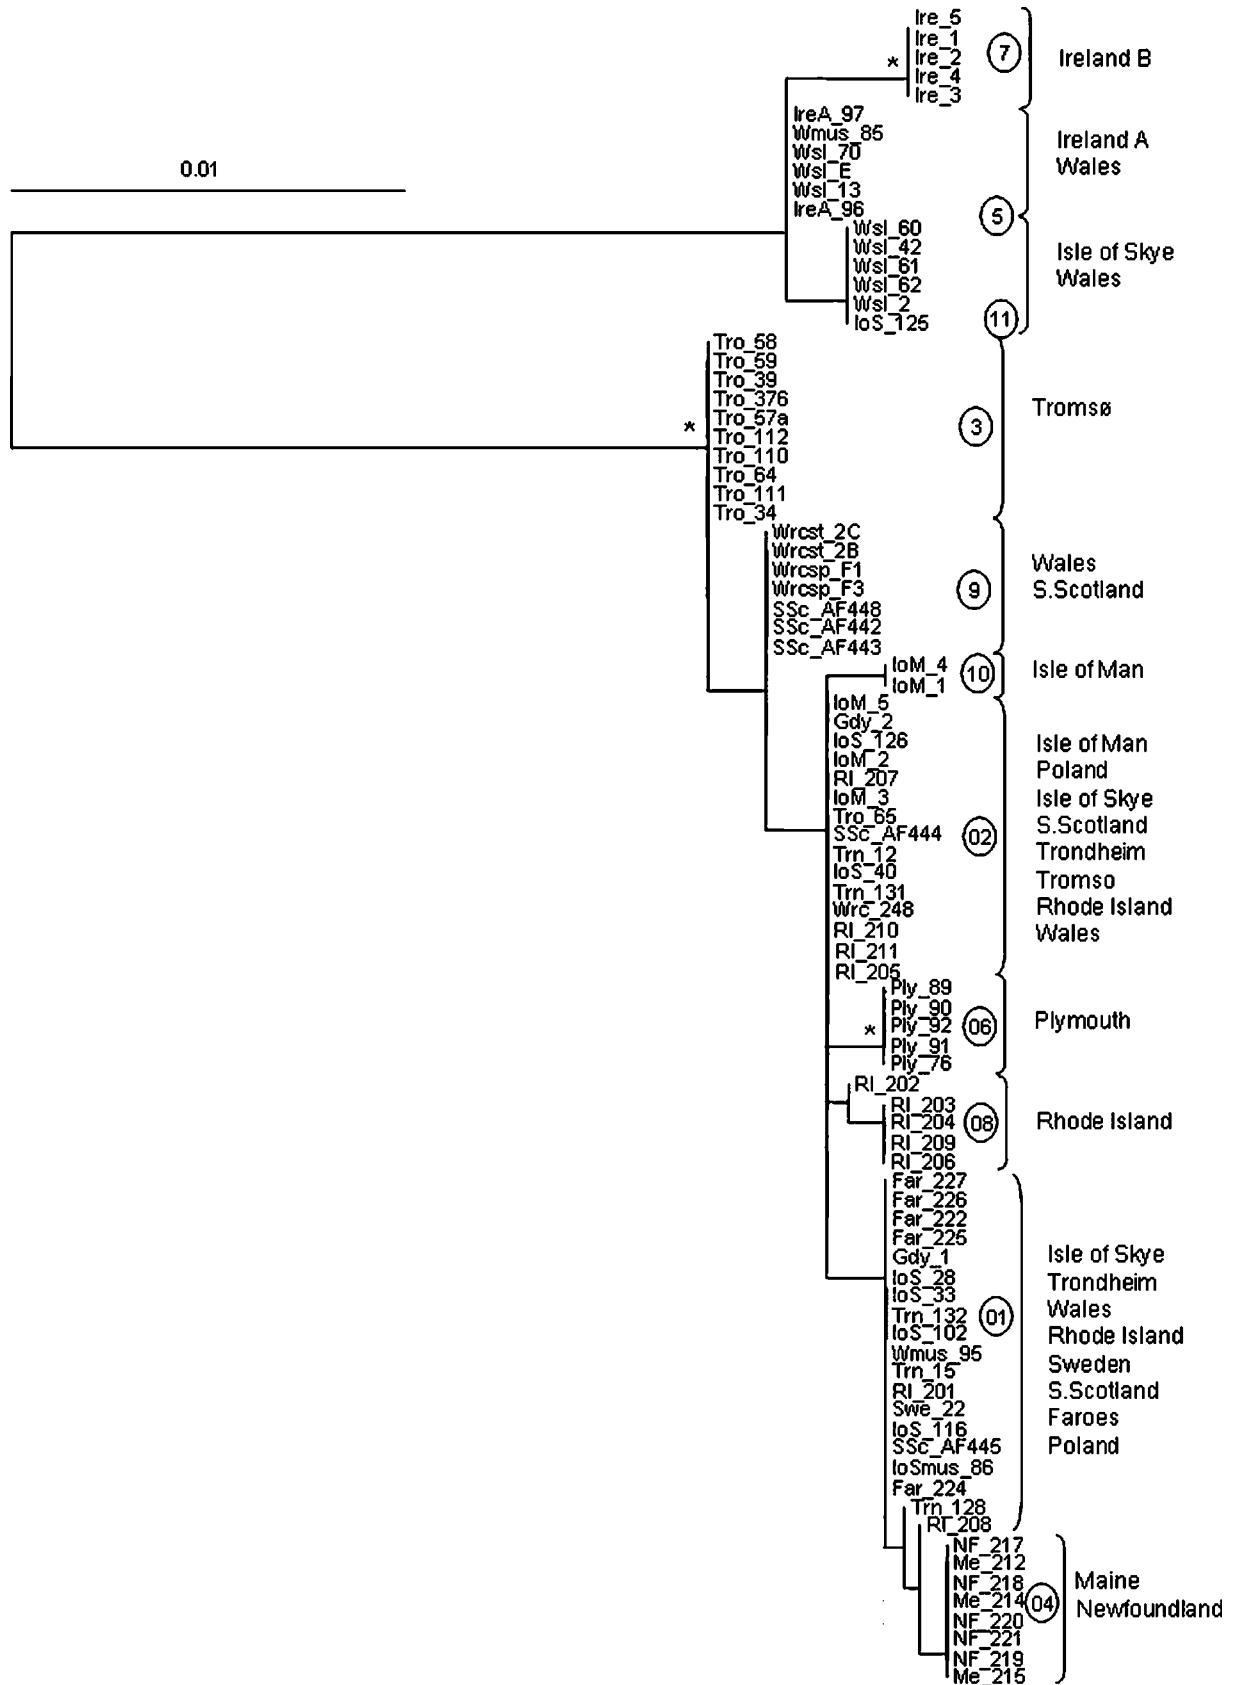 Ire_5
Ire_1
Ire_2
Ire_4
Ire_3
*
7
Ireland B
0.01
IreA_97
Wmus_85
Wsl_70
Wsl_E
Wsl_13
IreA_96
Ireland A
Wales
5
Wsl_60
Wsl_42
Wsl_61
Wsl_62
Wsl_2
IoS_125
Isle of Skye
Wales
11
Tro_58
Tro_59
Tro_39
Tro_376
Tro_57a
Tro_112
Tro_110
Tro_64
Tro_111
Tro_34
*
3
Tromsø
Wrcst_2C
Wrcst_2B
Wrcsp_F1
Wrcsp_F3
SSc_AF448
SSc_AF442
SSc_AF443
9
Wales
S.Scotland
IoM_4
IoM_1
10
Isle of Man
IoM_5
Gdy_2
IoS_126
IoM_2
RI_207
IoM_3
Tro_65
SSc_AF444
Trn_12
IoS_40
Trn_131
Wrc_248
RI_210
RI_211
RI_205
02
Isle of Man
Poland
Isle of Skye
S.Scotland
Trondheim
Tromso
Rhode Island
Wales
Ply_89
Ply_90
Ply_92
Ply_91
Ply_76
*
06
Plymouth
RI_202
RI_203
RI_204
RI_209
RI_206
08
Rhode Island
Far_227
Far_226
Far_222
Far_225
Gdy_1
IoS_28
IoS_33
Trn_132
IoS_102
Wmus_95
Trn_15
RI_201
Swe_22
IoS_116
SSc_AF445
IoSmus_86
Far_224
Trn_128
RI_208
01
Isle of Skye
Trondheim
Wales
Rhode Island
Sweden
S.Scotland
Faroes
Poland
NF_217
Me_212
NF_218
Me_214
NF_220
NF_221
NF_219
Me_215
04
Maine
Newfoundland